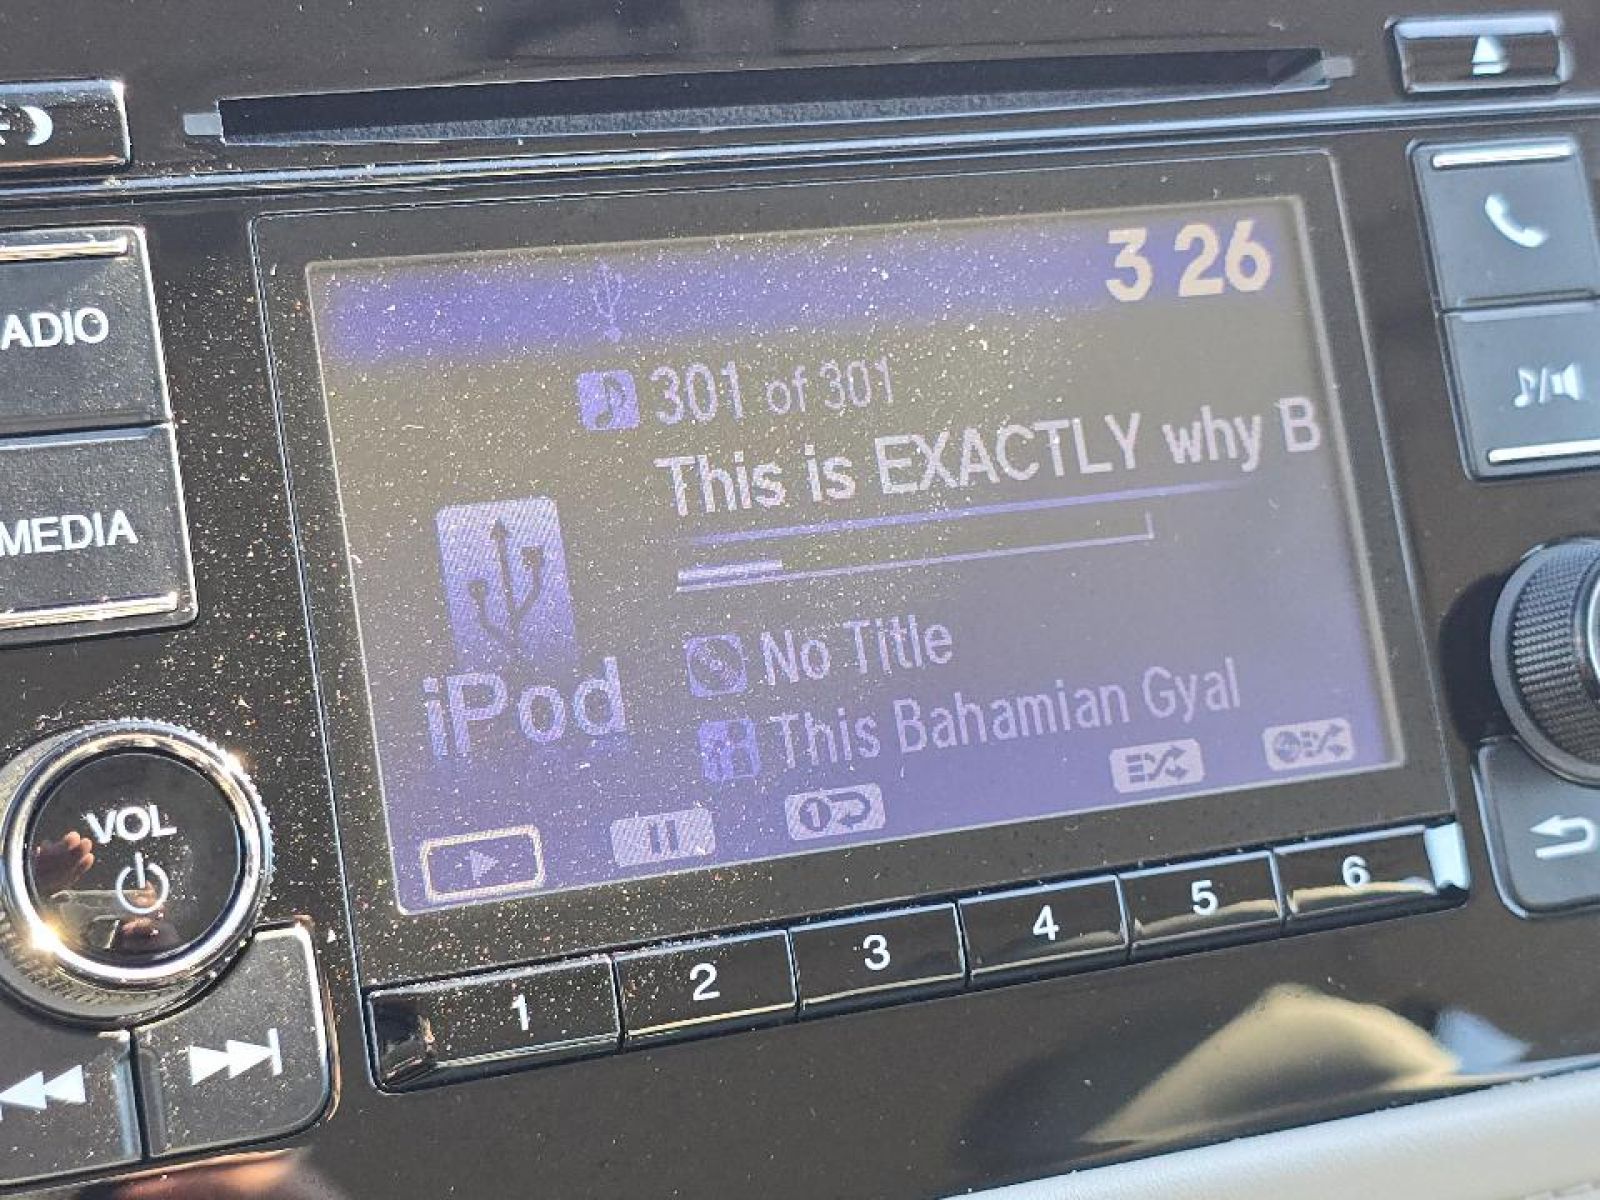 3 26
301 of 301
This is EXACTLY why B
iPod
No Title
This Bahamian Gyal
ADIO
MEDIA
VOL
1 2 3 4 5 6